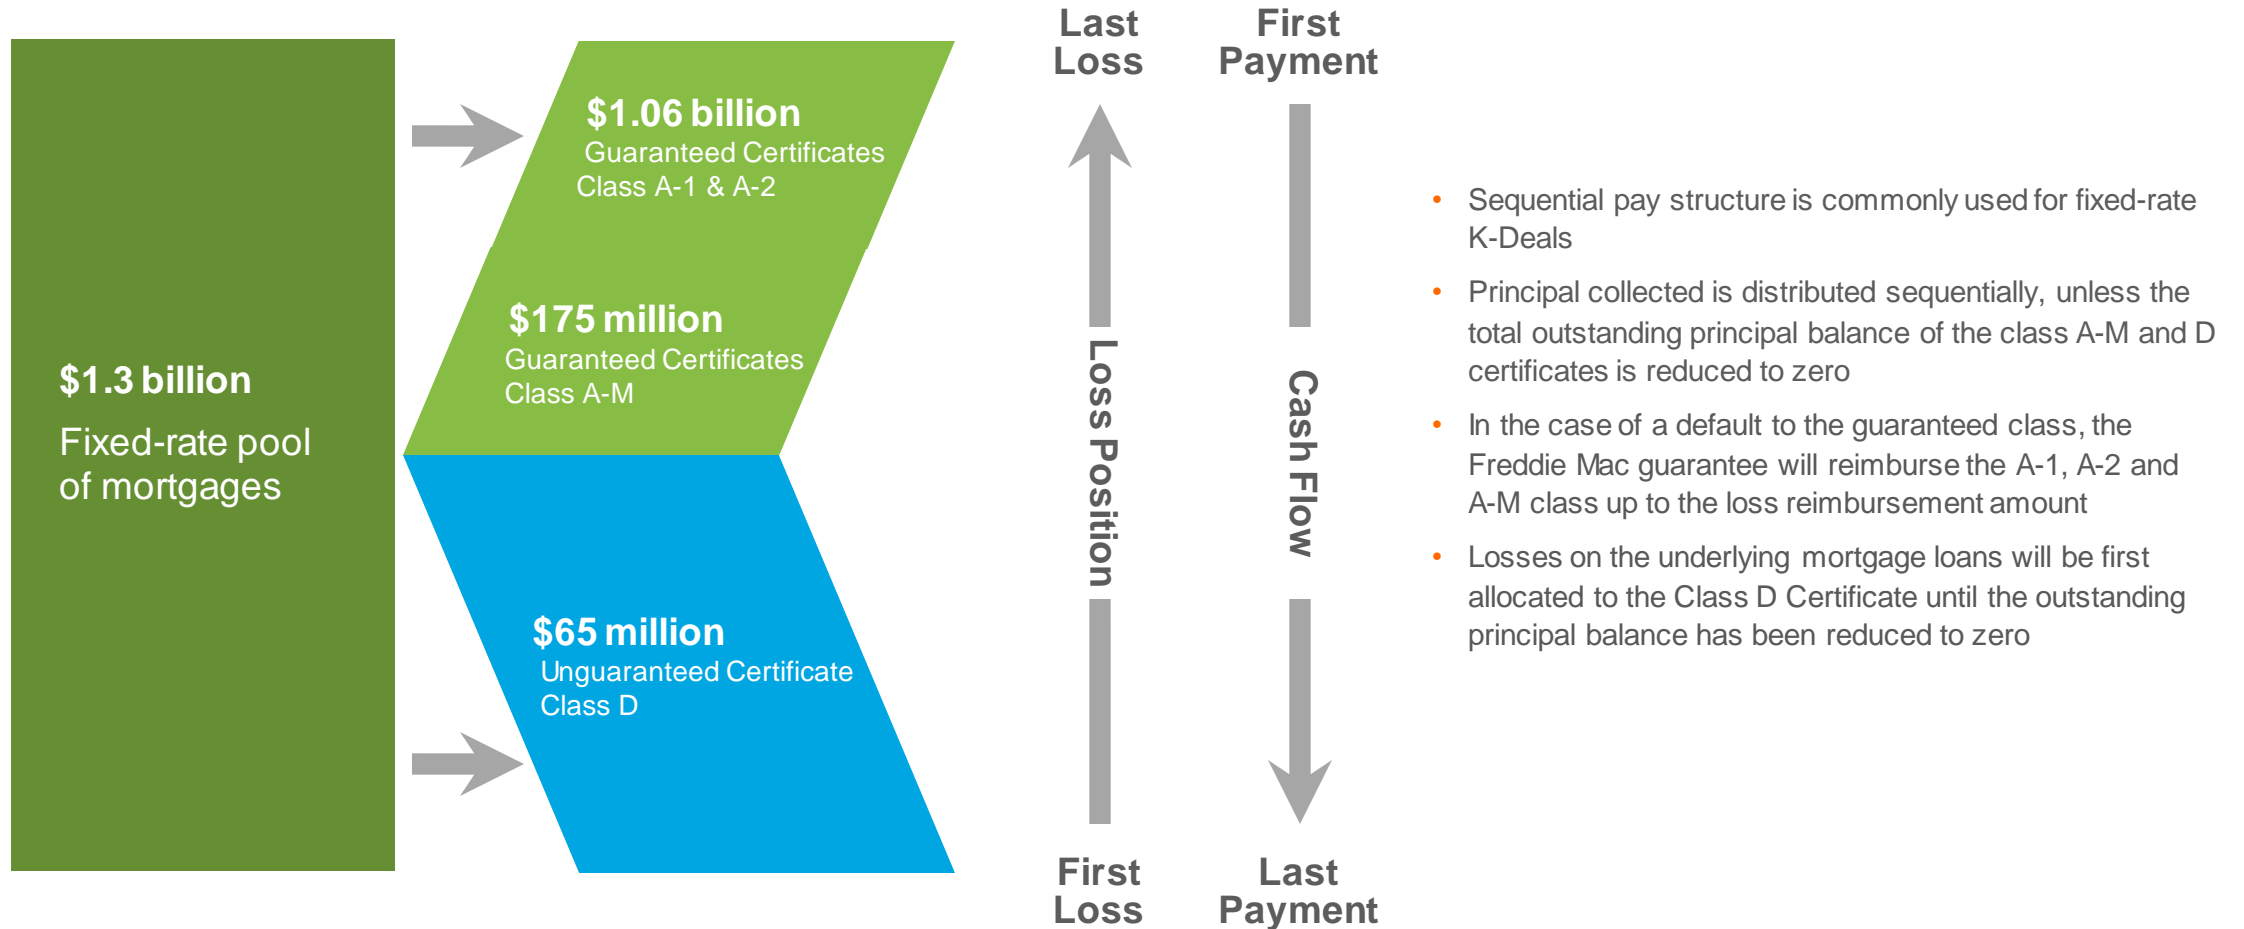 $1.3 billion
Fixed-rate pool
of mortgages
$1.06 billion
Guaranteed Certificates
Class A-1 & A-2
$175 million
Guaranteed Certificates
Class A-M
$65 million
Unguaranteed Certificate
Class D
Last
Loss
Loss Position
First
Loss
First
Payment
Cash Flow
Last
Payment
• Sequential pay structure is commonly used for fixed-rate
K-Deals
• Principal collected is distributed sequentially, unless the
total outstanding principal balance of the class A-M and D
certificates is reduced to zero
• In the case of a default to the guaranteed class, the
Freddie Mac guarantee will reimburse the A-1, A-2 and
A-M class up to the loss reimbursement amount
• Losses on the underlying mortgage loans will be first
allocated to the Class D Certificate until the outstanding
principal balance has been reduced to zero